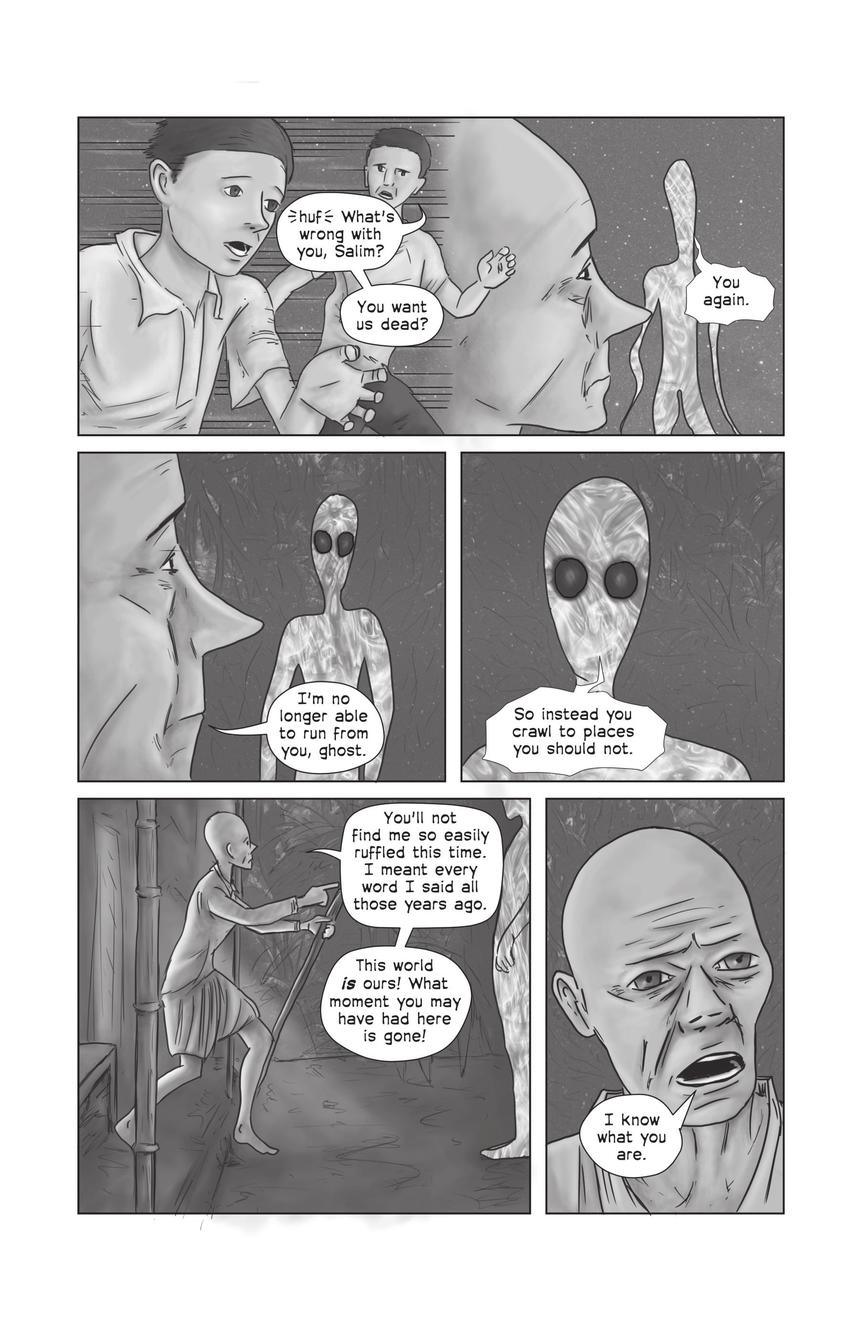 huf What's
wrong with
you, Salim?
You want
us dead?
You
again.
I'm no
longer able
to run from
you, ghost.
So instead you
crawl to places
you should not.
You'll not
find me so easily
ruffled this time.
I meant every
word I said all
those years ago.
This world
is ours! What
moment you may
have had here
is gone!
I know
what you
are.